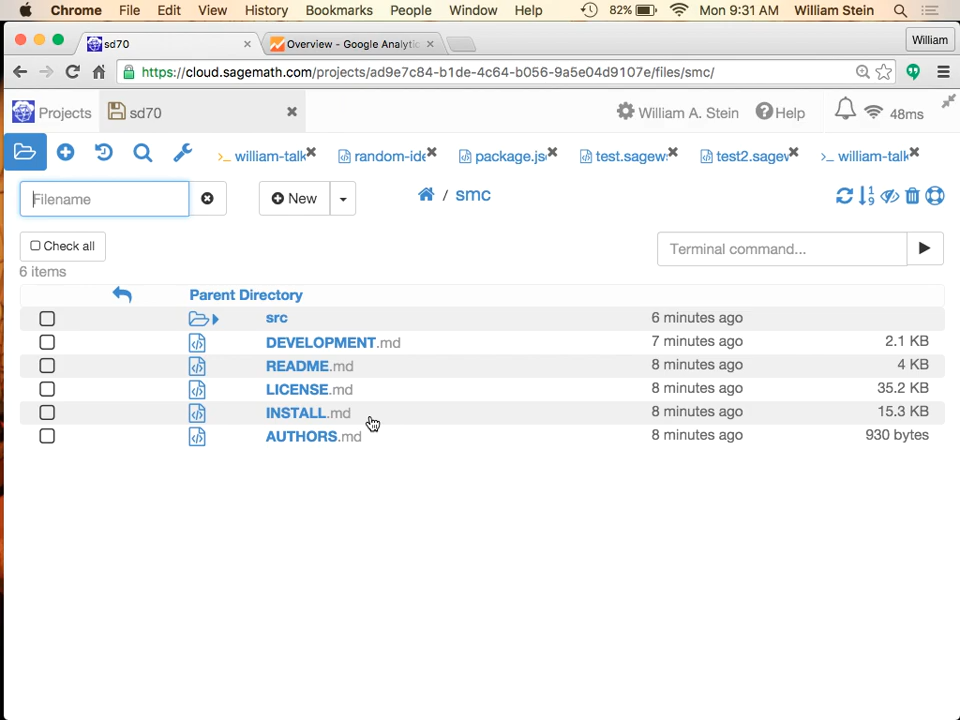 Chrome File Edit View History Bookmarks People Window Help 82% Mon 9:31 AM William Stein
sd70 Overview - Google Analytic William
https://cloud.sagemath.com/projects/ad9e7c84-b1de-4c64-b056-9a5e04d9107e/files/smc/
Projects sd70 William A. Stein Help 48ms
>_ william-talk random-ide package.js test.sagews test2.sagew >_ william-talk
Filename New / smc
Check all Terminal command...
6 items
Parent Directory
src 6 minutes ago
DEVELOPMENT.md 7 minutes ago 2.1 KB
README.md 8 minutes ago 4 KB
LICENSE.md 8 minutes ago 35.2 KB
INSTALL.md 8 minutes ago 15.3 KB
AUTHORS.md 8 minutes ago 930 bytes